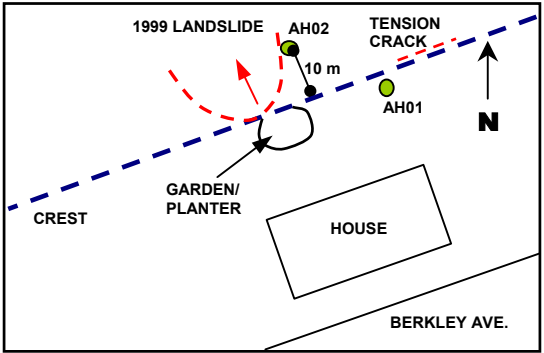 1999 LANDSLIDE
AH02
TENSION
CRACK
10 m
AH01
N
GARDEN/
PLANTER
CREST
HOUSE
BERKLEY AVE.